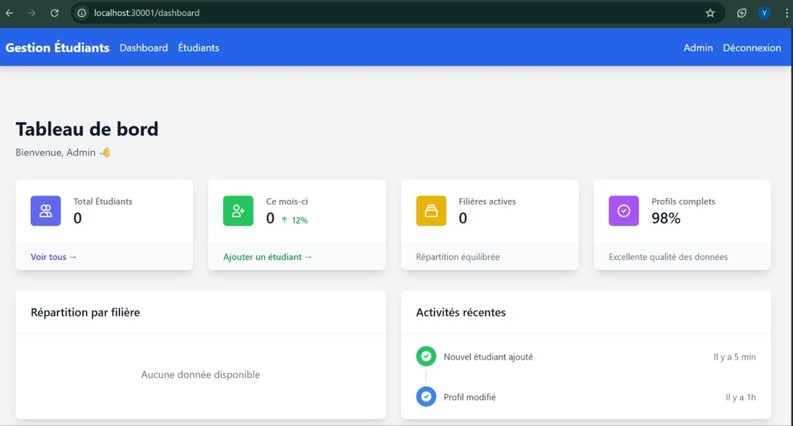 localhost:30001/dashboard
Y
Gestion Étudiants Dashboard Étudiants Admin Déconnexion
Tableau de bord
Bienvenue, Admin
Total Étudiants
0
Voir tous →
Ce mois-ci
0 ↑ 12%
Ajouter un étudiant →
Filières actives
0
Répartition équilibrée
Profils complets
98%
Excellente qualité des données
Répartition par filière
Aucune donnée disponible
Activités récentes
Nouvel étudiant ajouté Il y a 5 min
Profil modifié Il y a 1h